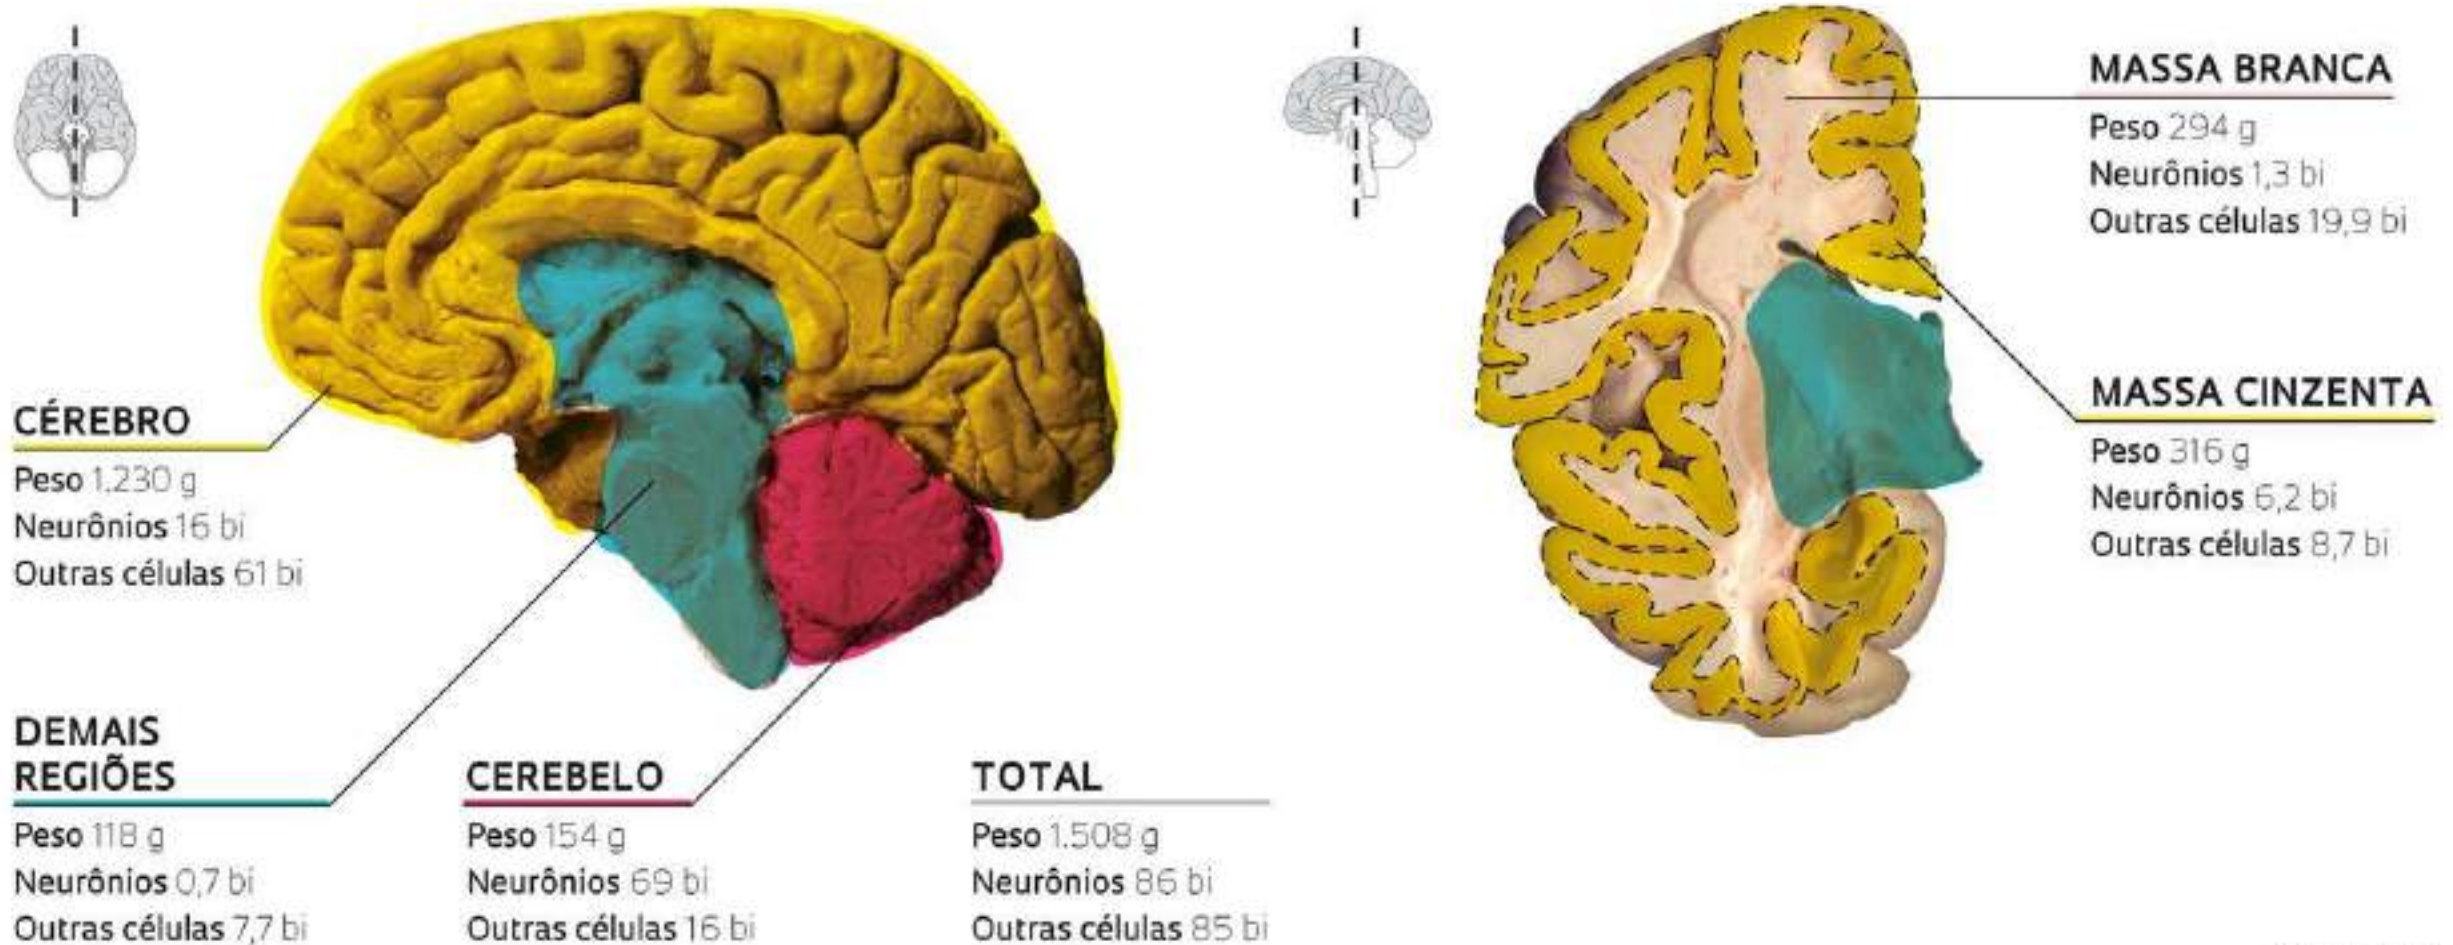 CÉREBRO
Peso 1.230 g
Neurônios 16 bi
Outras células 61 bi
DEMAIS
REGIÕES
Peso 118 g
Neurônios 0,7 bi
Outras células 7,7 bi
CEREBELO
Peso 154 g
Neurônios 69 bi
Outras células 16 bi
TOTAL
Peso 1.508 g
Neurônios 86 bi
Outras células 85 bi
MASSA BRANCA
Peso 294 g
Neurônios 1,3 bi
Outras células 19,9 bi
MASSA CINZENTA
Peso 316 g
Neurônios 6,2 bi
Outras células 8,7 bi